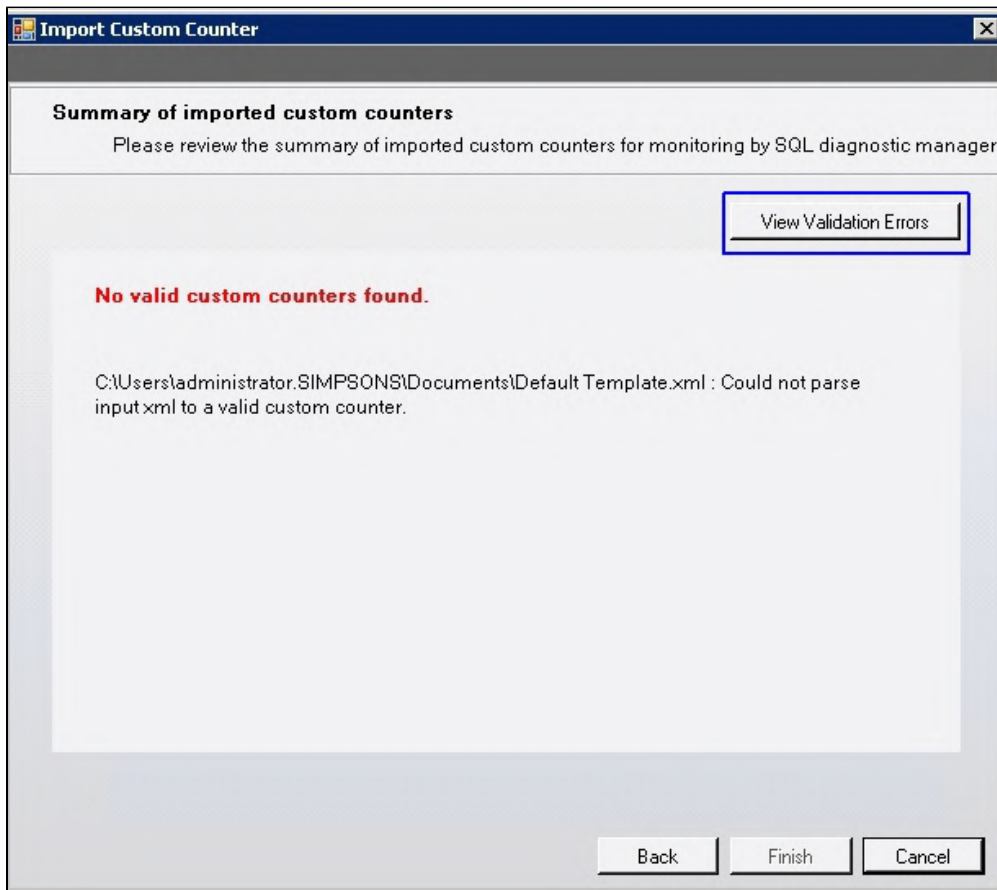 Import Custom Counter
Summary of imported custom counters
Please review the summary of imported custom counters for monitoring by SQL diagnostic manager
View Validation Errors
No valid custom counters found.
C:\Users\administrator.SIMPSONS\Documents\Default Template.xml : Could not parse
input xml to a valid custom counter.
Back
Finish
Cancel